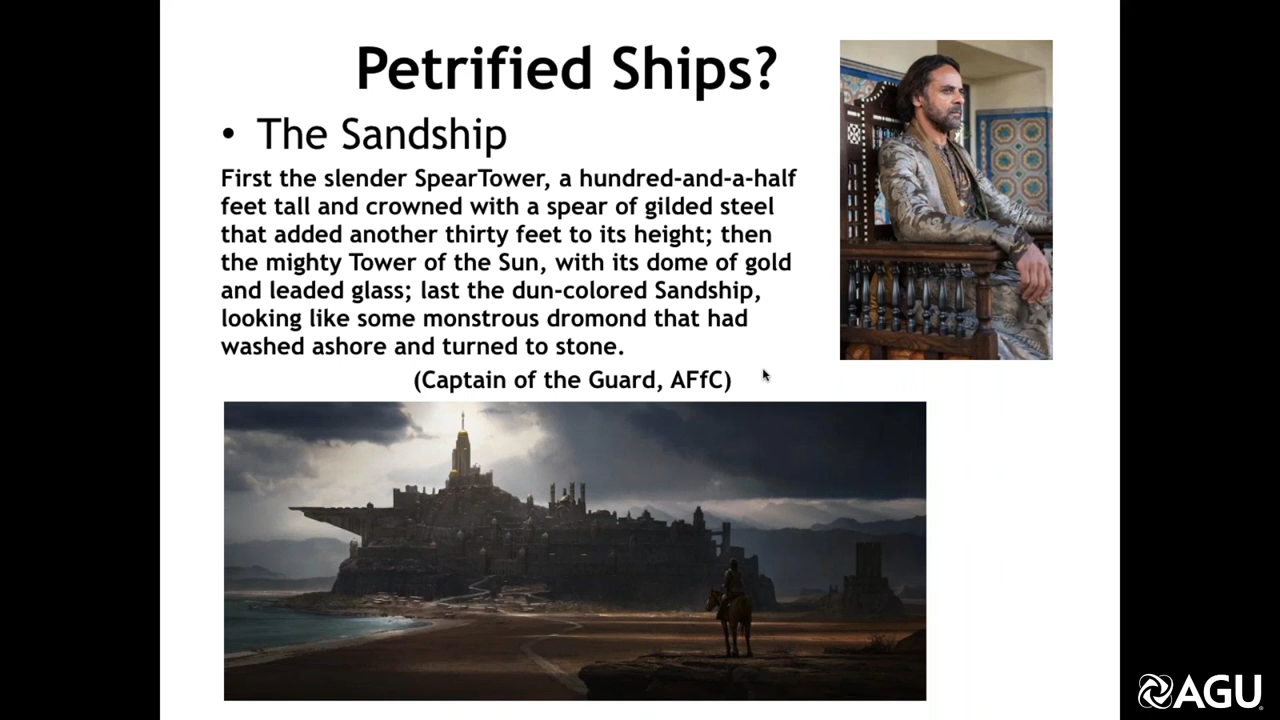 Petrified Ships?
• The Sandship
First the slender SpearTower, a hundred-and-a-half
feet tall and crowned with a spear of gilded steel
that added another thirty feet to its height; then
the mighty Tower of the Sun, with its dome of gold
and leaded glass; last the dun-colored Sandship,
looking like some monstrous dromond that had
washed ashore and turned to stone.
(Captain of the Guard, AFfC)
AGU